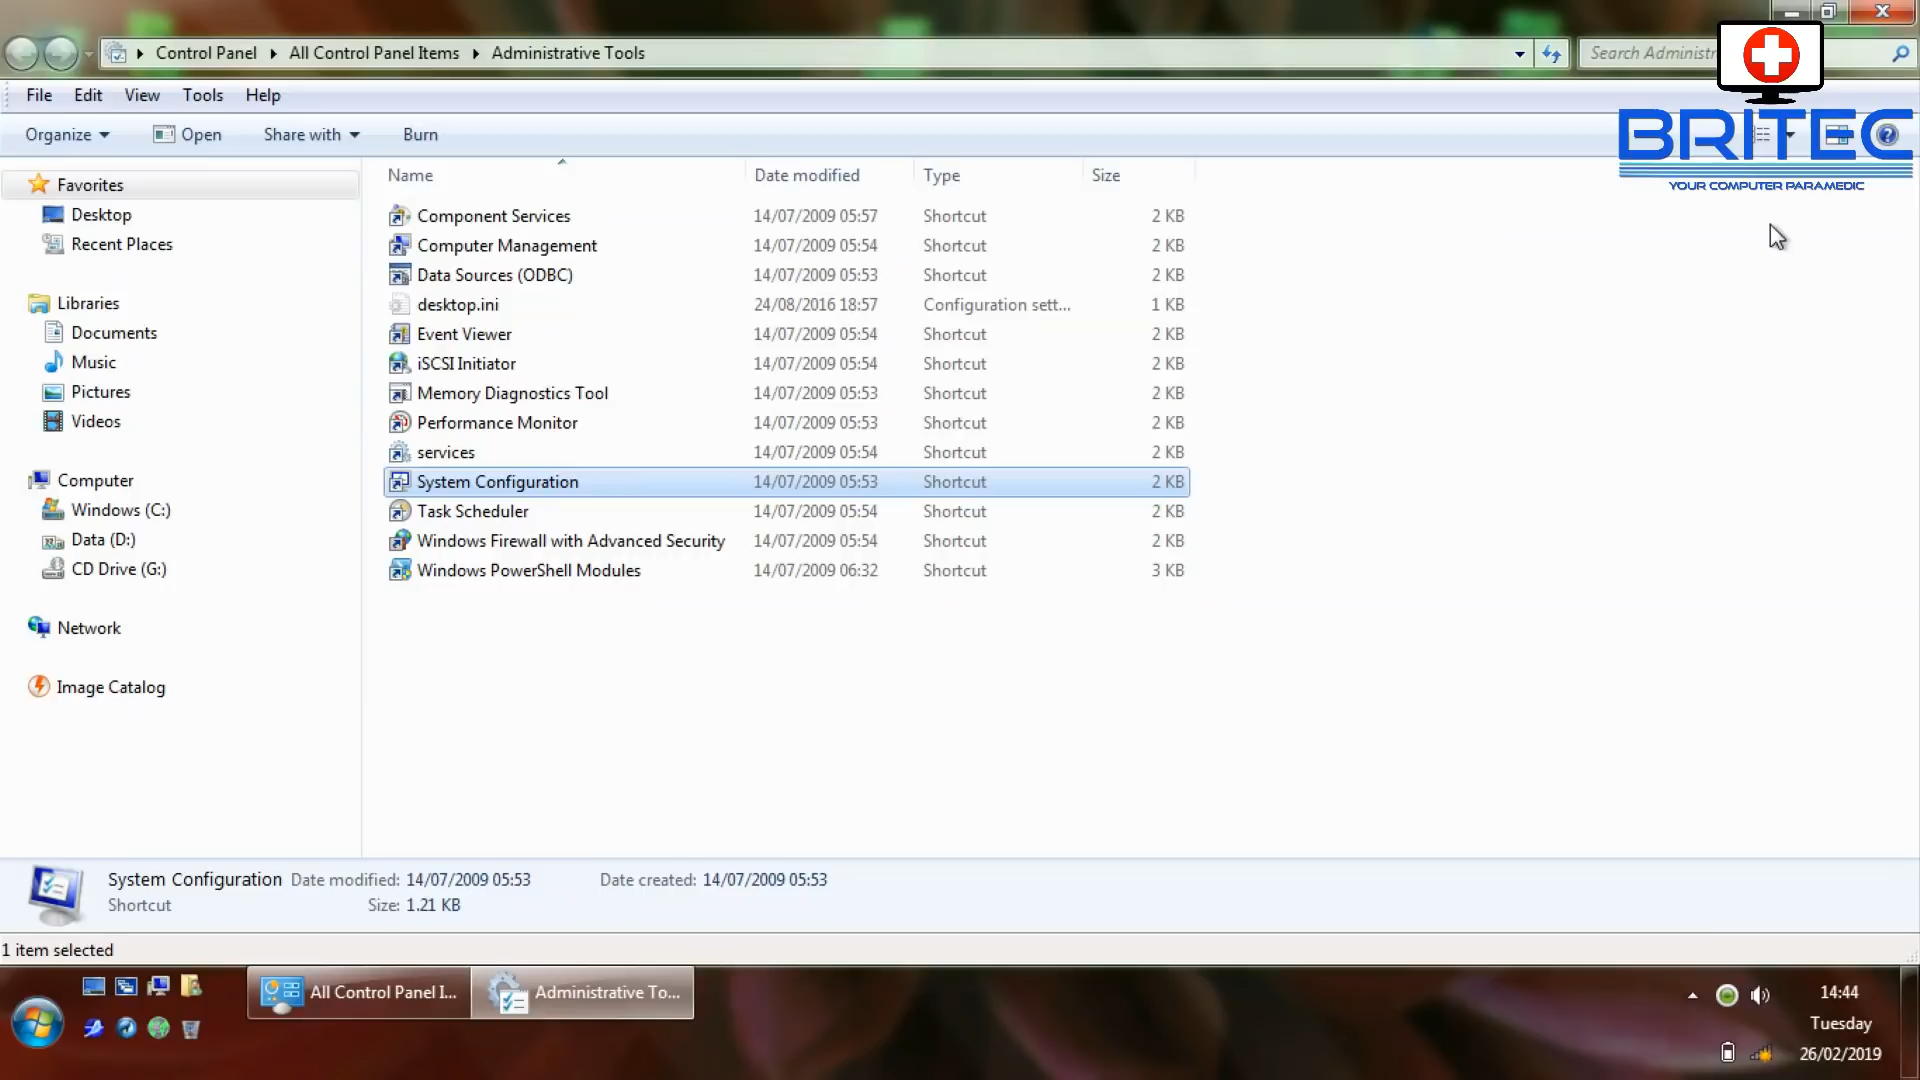 Control Panel All Control Panel Items Administrative Tools
Search Administr
File Edit View Tools Help
Organize Open Share with Burn
BRITEC
YOUR COMPUTER PARAMEDIC
Favorites
Desktop
Recent Places
Libraries
Documents
Music
Pictures
Videos
Computer
Windows (C:)
Data (D:)
CD Drive (G:)
Network
Image Catalog
Name Date modified Type Size
Component Services 14/07/2009 05:57 Shortcut 2 KB
Computer Management 14/07/2009 05:54 Shortcut 2 KB
Data Sources (ODBC) 14/07/2009 05:53 Shortcut 2 KB
desktop.ini 24/08/2016 18:57 Configuration sett... 1 KB
Event Viewer 14/07/2009 05:54 Shortcut 2 KB
iSCSI Initiator 14/07/2009 05:54 Shortcut 2 KB
Memory Diagnostics Tool 14/07/2009 05:53 Shortcut 2 KB
Performance Monitor 14/07/2009 05:53 Shortcut 2 KB
services 14/07/2009 05:54 Shortcut 2 KB
System Configuration 14/07/2009 05:53 Shortcut 2 KB
Task Scheduler 14/07/2009 05:54 Shortcut 2 KB
Windows Firewall with Advanced Security 14/07/2009 05:54 Shortcut 2 KB
Windows PowerShell Modules 14/07/2009 06:32 Shortcut 3 KB
System Configuration Date modified: 14/07/2009 05:53 Date created: 14/07/2009 05:53
Shortcut Size: 1.21 KB
1 item selected
All Control Panel I... Administrative To...
14:44
Tuesday
26/02/2019